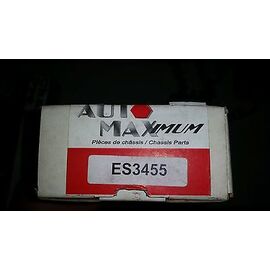 AUTO
MAXIMUM
Pièces de châssis / Chassis Parts
ES3455